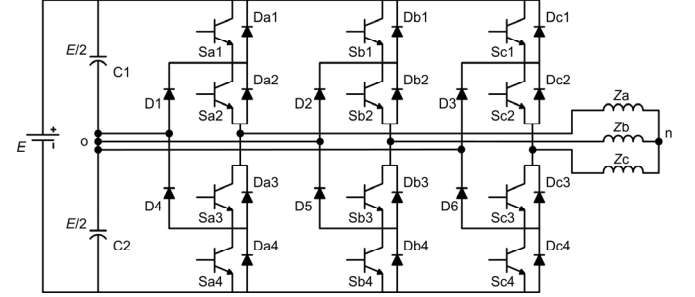 Da1 Db1 Dc1
E/2 Sa1 Sb1 Sc1
C1
D1 Da2 D2 Db2 D3 Dc2
Sa2 Sb2 Sc2 Za
+
E o Zb n
Zc
E/2 D4 Da3 D5 Db3 D6 Dc3
Sa3 Sb3 Sc3
C2 Da4 Db4 Dc4
Sa4 Sb4 Sc4